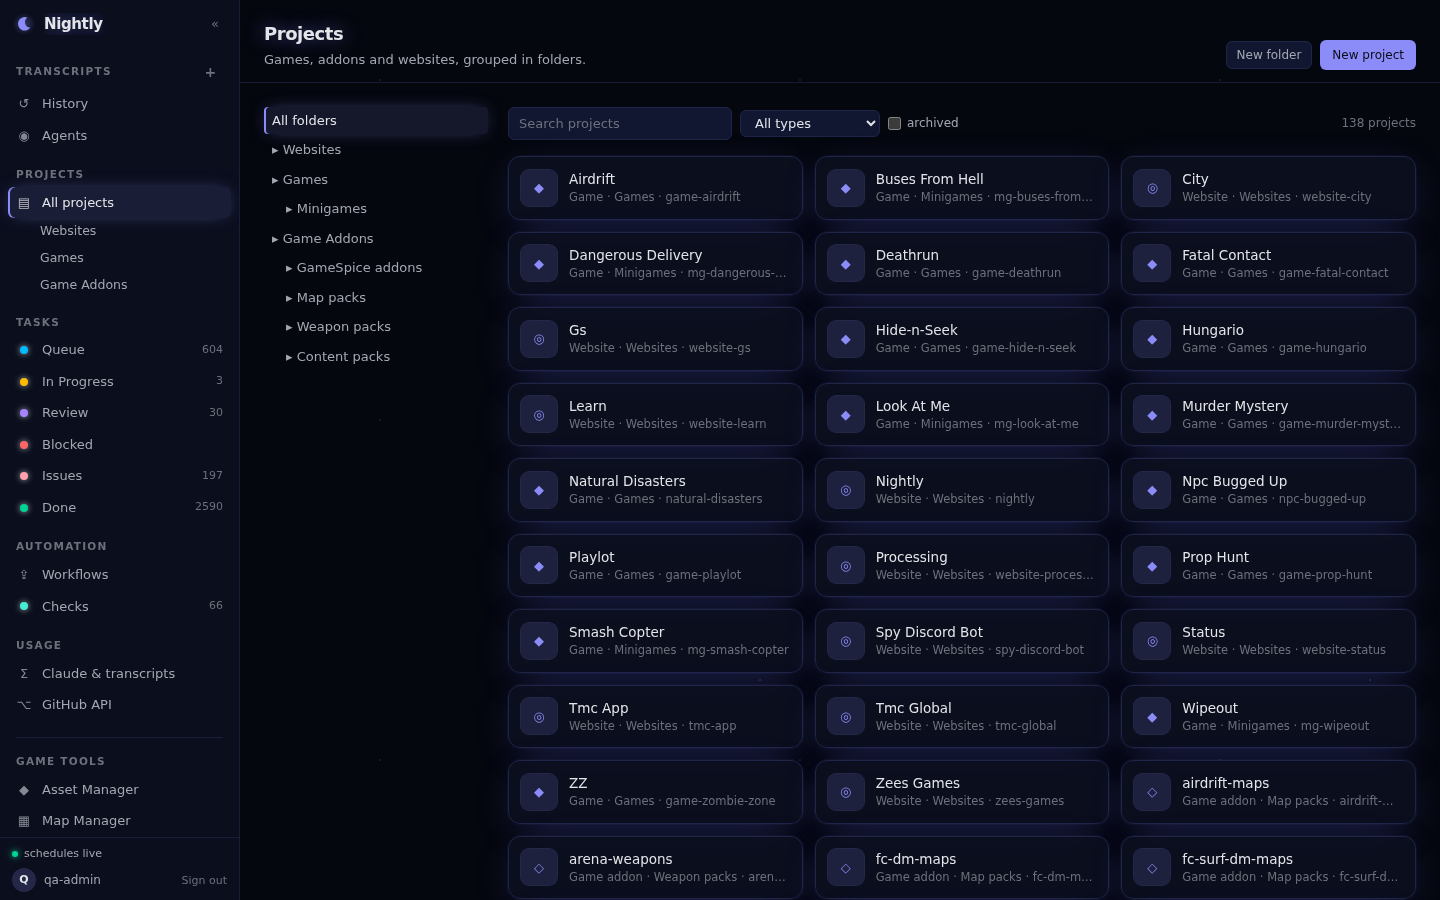 Nightly
«
TRANSCRIPTS
+
History
Agents
PROJECTS
All projects
Websites
Games
Game Addons
TASKS
Queue 604
In Progress 3
Review 30
Blocked
Issues 197
Done 2590
AUTOMATION
Workflows
Checks 66
USAGE
Σ Claude & transcripts
GitHub API
GAME TOOLS
Asset Manager
Map Manager
schedules live
Q qa-admin Sign out
Projects
Games, addons and websites, grouped in folders.
New folder
New project
All folders
▸ Websites
▸ Games
▸ Minigames
▸ Game Addons
▸ GameSpice addons
▸ Map packs
▸ Weapon packs
▸ Content packs
Search projects
All types
archived
138 projects
Airdrift
Game · Games · game-airdrift
Buses From Hell
Game · Minigames · mg-buses-from…
City
Website · Websites · website-city
Dangerous Delivery
Game · Minigames · mg-dangerous-…
Deathrun
Game · Games · game-deathrun
Fatal Contact
Game · Games · game-fatal-contact
Gs
Website · Websites · website-gs
Hide-n-Seek
Game · Games · game-hide-n-seek
Hungario
Game · Games · game-hungario
Learn
Website · Websites · website-learn
Look At Me
Game · Minigames · mg-look-at-me
Murder Mystery
Game · Games · game-murder-myst…
Natural Disasters
Game · Games · natural-disasters
Nightly
Website · Websites · nightly
Npc Bugged Up
Game · Games · npc-bugged-up
Playlot
Game · Games · game-playlot
Processing
Website · Websites · website-proces…
Prop Hunt
Game · Games · game-prop-hunt
Smash Copter
Game · Minigames · mg-smash-copter
Spy Discord Bot
Website · Websites · spy-discord-bot
Status
Website · Websites · website-status
Tmc App
Website · Websites · tmc-app
Tmc Global
Website · Websites · tmc-global
Wipeout
Game · Minigames · mg-wipeout
ZZ
Game · Games · game-zombie-zone
Zees Games
Website · Websites · zees-games
airdrift-maps
Game addon · Map packs · airdrift-…
arena-weapons
Game addon · Weapon packs · aren…
fc-dm-maps
Game addon · Map packs · fc-dm-m…
fc-surf-dm-maps
Game addon · Map packs · fc-surf-d…